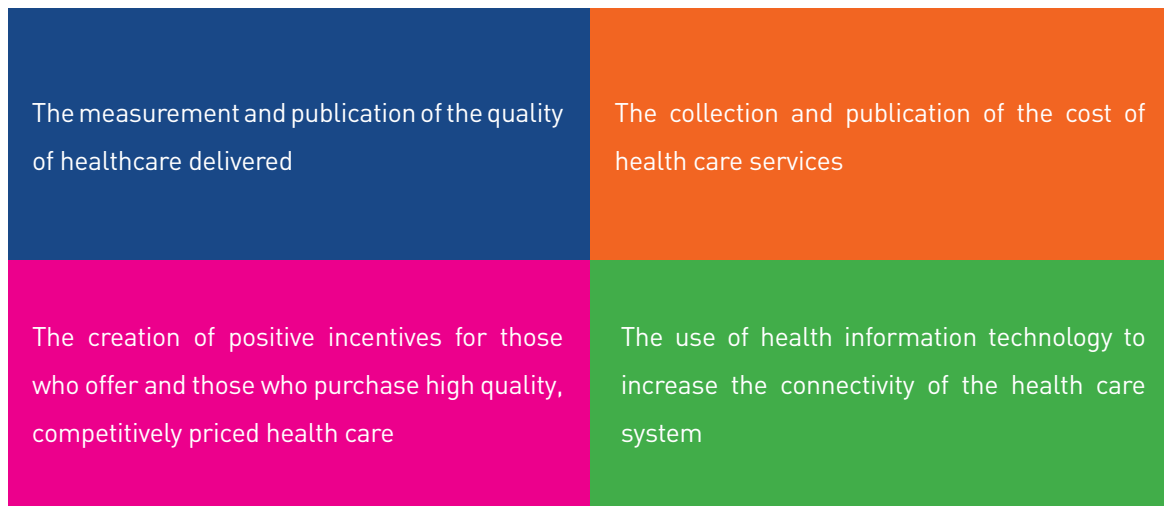 The measurement and publication of the quality
of healthcare delivered
The collection and publication of the cost of
health care services
The creation of positive incentives for those
who offer and those who purchase high quality,
competitively priced health care
The use of health information technology to
increase the connectivity of the health care
system